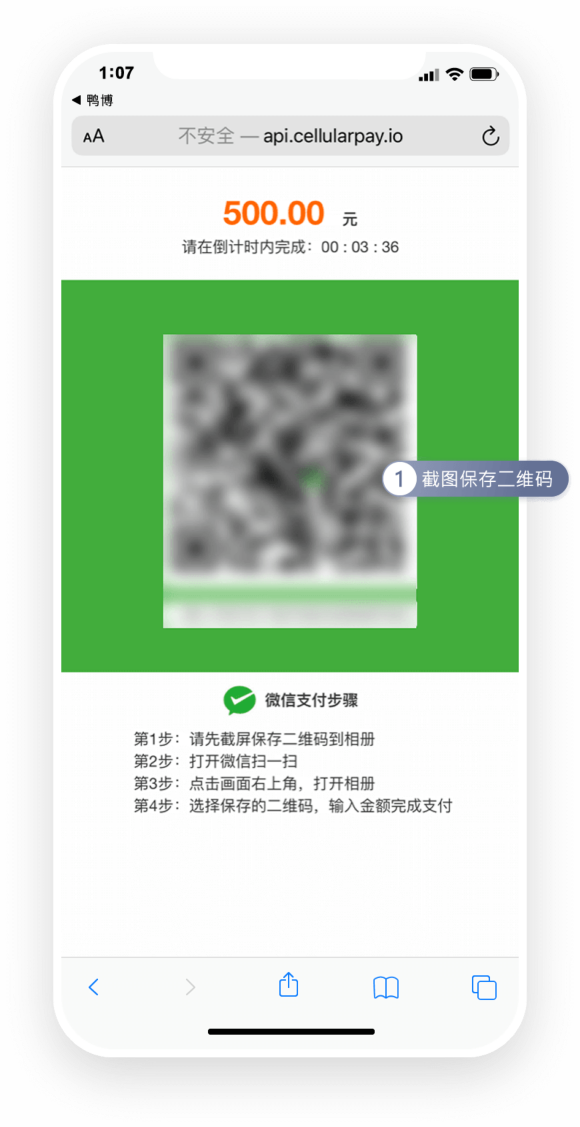 1:07
◀ 鸭博
AA 不安全 — api.cellularpay.io
500.00 元
请在倒计时内完成：00 : 03 : 36
1 截图保存二维码
微信支付步骤
第1步：请先截屏保存二维码到相册
第2步：打开微信扫一扫
第3步：点击画面右上角，打开相册
第4步：选择保存的二维码，输入金额完成支付